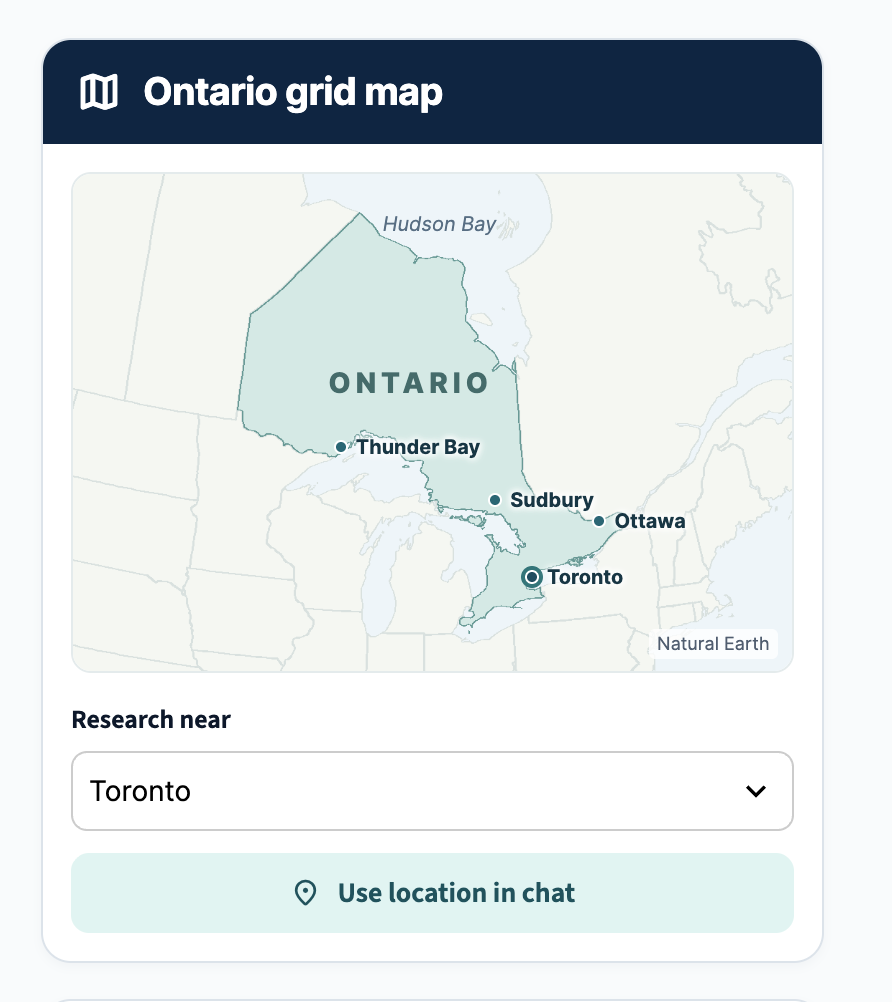 Ontario grid map
Hudson Bay
ONTARIO
Thunder Bay
Sudbury
Ottawa
Toronto
Natural Earth
Research near
Toronto
Use location in chat